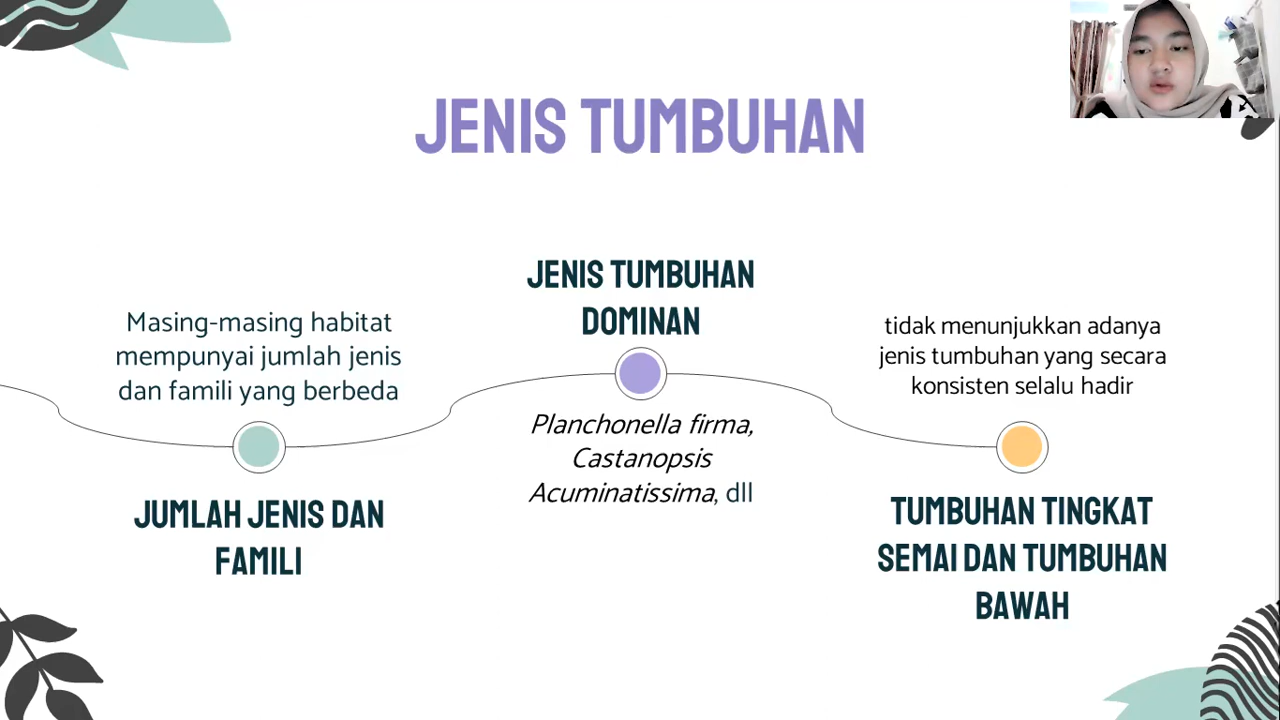 JENIS TUMBUHAN
Masing-masing habitat
mempunyai jumlah jenis
dan famili yang berbeda
JUMLAH JENIS DAN
FAMILI
JENIS TUMBUHAN
DOMINAN
Planchonella firma,
Castanopsis
Acuminatissima, dll
tidak menunjukkan adanya
jenis tumbuhan yang secara
konsisten selalu hadir
TUMBUHAN TINGKAT
SEMAI DAN TUMBUHAN
BAWAH